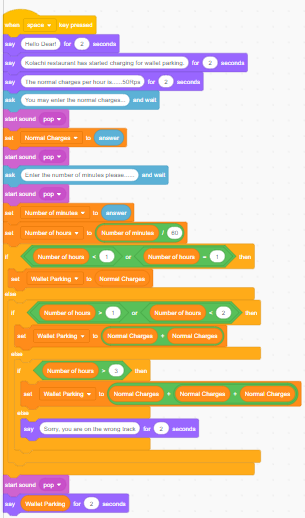 when space key pressed
say Hello Dear! for 2 seconds
say Kolachi restaurant has started charging for wallet parking. for 2 seconds
say The normal charges per hour is.....50Rps for 2 seconds
ask You may enter the normal charges... and wait
start sound pop
set Normal Charges to answer
start sound pop
ask Enter the number of minutes please...... and wait
start sound pop
set Number of minutes to answer
set Number of hours to Number of minutes / 60
if Number of hours < 1 or Number of hours = 1 then
set Wallet Parking to Normal Charges
else
if Number of hours > 1 or Number of hours < 2 then
set Wallet Parking to Normal Charges + Normal Charges
else
if Number of hours > 3 then
set Wallet Parking to Normal Charges + Normal Charges + Normal Charges
else
say Sorry, you are on the wrong track for 2 seconds
start sound pop
say Wallet Parking for 2 seconds